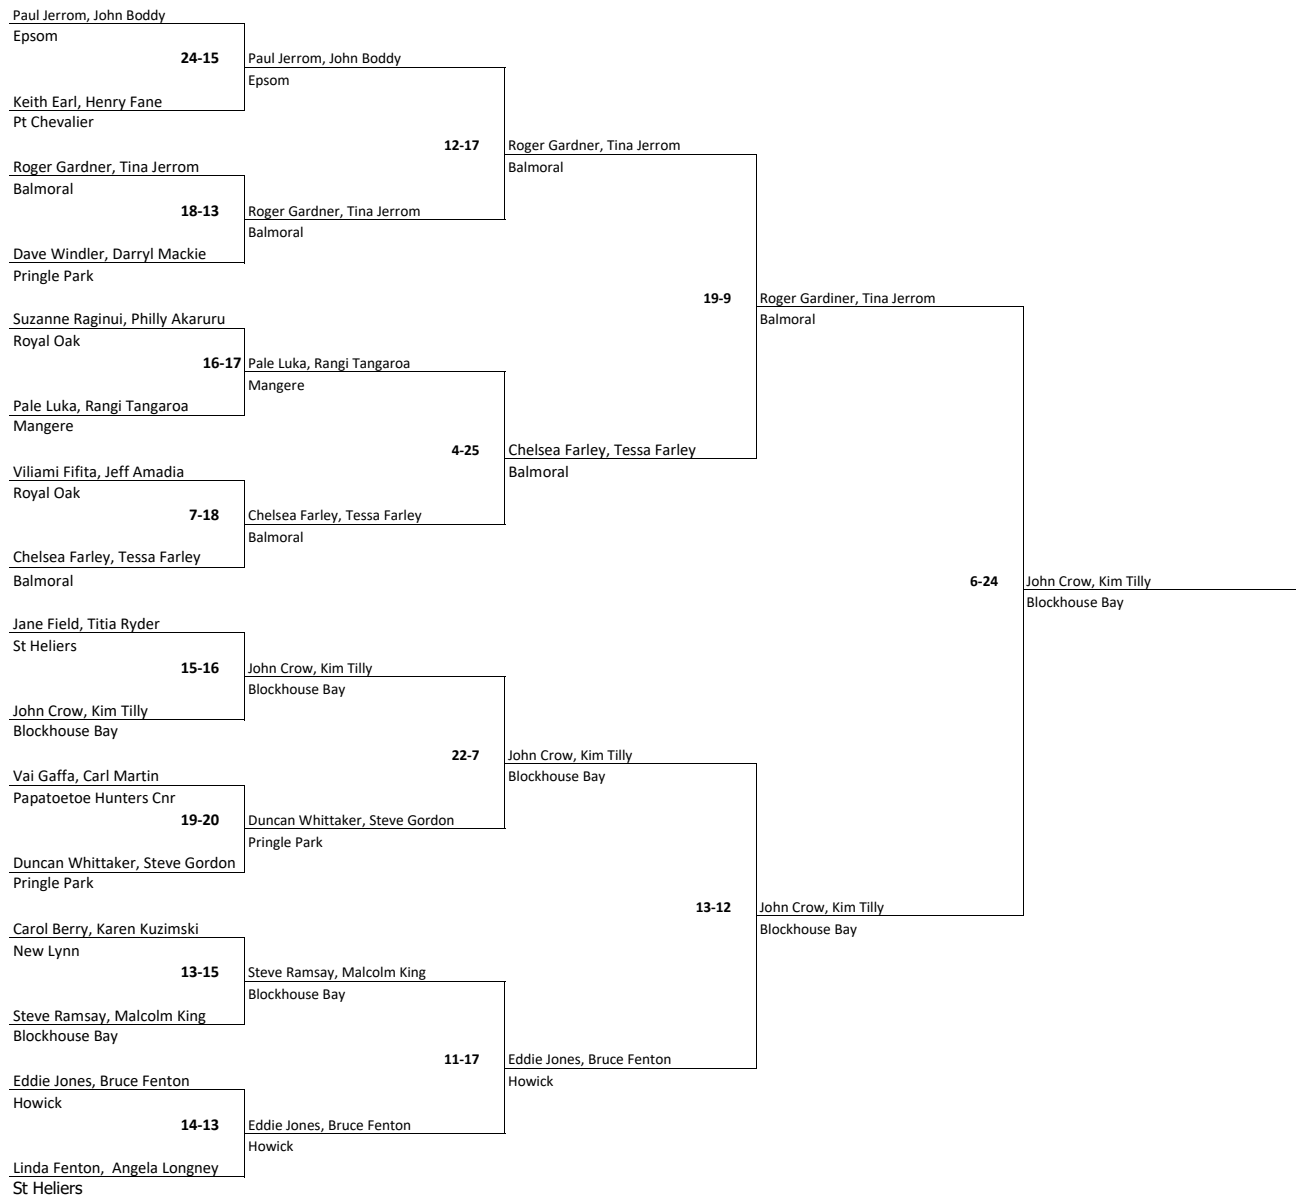 Paul Jerrom, John Boddy
Epsom
24-15
Paul Jerrom, John Boddy
Epsom
Keith Earl, Henry Fane
Pt Chevalier
12-17
Roger Gardner, Tina Jerrom
Balmoral
Roger Gardner, Tina Jerrom
Balmoral
18-13
Roger Gardner, Tina Jerrom
Balmoral
Dave Windler, Darryl Mackie
Pringle Park
19-9
Roger Gardiner, Tina Jerrom
Balmoral
Suzanne Raginui, Philly Akaruru
Royal Oak
16-17
Pale Luka, Rangi Tangaroa
Mangere
Pale Luka, Rangi Tangaroa
Mangere
4-25
Chelsea Farley, Tessa Farley
Balmoral
Viliami Fifita, Jeff Amadia
Royal Oak
7-18
Chelsea Farley, Tessa Farley
Balmoral
Chelsea Farley, Tessa Farley
Balmoral
6-24
John Crow, Kim Tilly
Blockhouse Bay
Jane Field, Titia Ryder
St Heliers
15-16
John Crow, Kim Tilly
Blockhouse Bay
John Crow, Kim Tilly
Blockhouse Bay
22-7
John Crow, Kim Tilly
Blockhouse Bay
Vai Gaffa, Carl Martin
Papatoetoe Hunters Cnr
19-20
Duncan Whittaker, Steve Gordon
Pringle Park
Duncan Whittaker, Steve Gordon
Pringle Park
13-12
John Crow, Kim Tilly
Blockhouse Bay
Carol Berry, Karen Kuzimski
New Lynn
13-15
Steve Ramsay, Malcolm King
Blockhouse Bay
Steve Ramsay, Malcolm King
Blockhouse Bay
11-17
Eddie Jones, Bruce Fenton
Howick
Eddie Jones, Bruce Fenton
Howick
14-13
Eddie Jones, Bruce Fenton
Howick
Linda Fenton,  Angela Longney
St Heliers